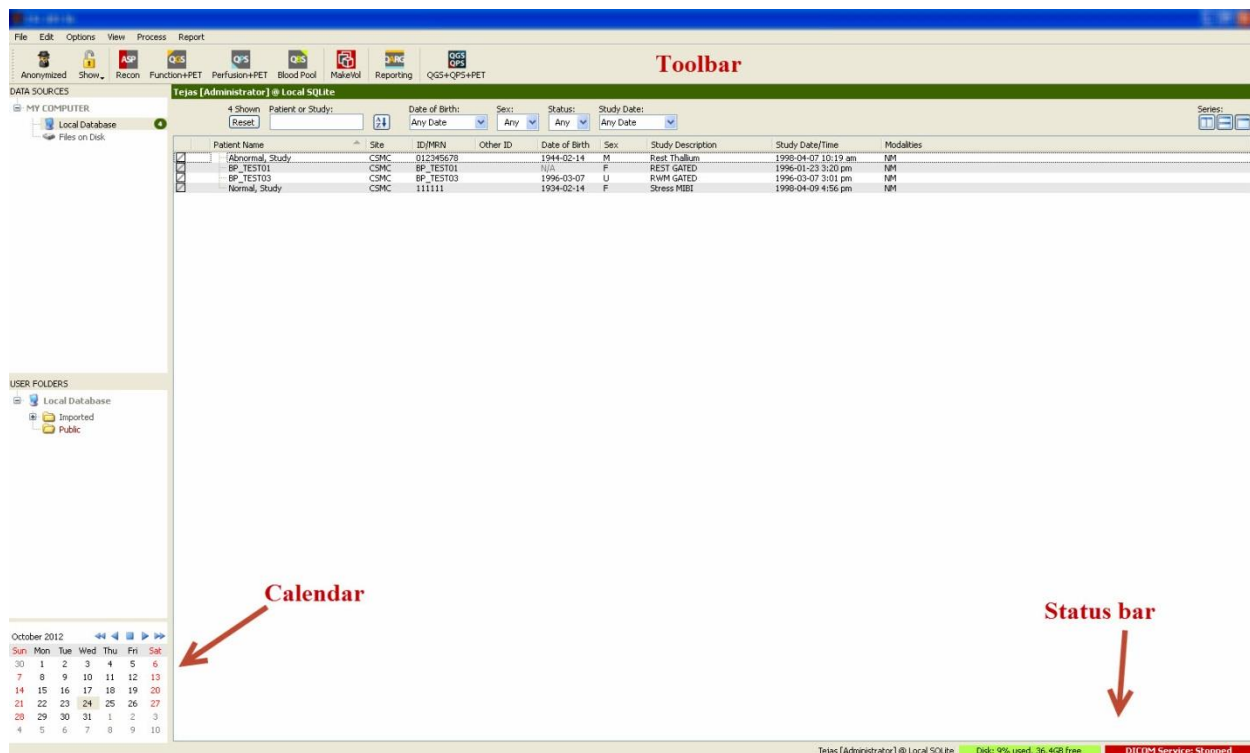 File Edit Options View Process Report
ASP QGS QPS QBS ARG QGS QPS
Anonymized Show Recon Function+PET Perfusion+PET Blood Pool MakeVol Reporting QGS+QPS+PET
Toolbar
DATA SOURCES
MY COMPUTER
Local Database 4
Files on Disk
Tejas [Administrator] @ Local SQLite
4 Shown Patient or Study: Date of Birth: Sex: Status: Study Date: Series:
Reset Any Date Any Any Any Date
Patient Name Site ID/MRN Other ID Date of Birth Sex Study Description Study Date/Time Modalities
Abnormal, Study CSMC 012345678 1944-02-14 M Rest Thallium 1998-04-07 10:19 am NM
BP_TEST01 CSMC BP_TEST01 N/A F REST GATED 1996-01-23 3:20 pm NM
BP_TEST03 CSMC BP_TEST03 1996-03-07 U RWM GATED 1996-03-07 3:01 pm NM
Normal, Study CSMC 111111 1934-02-14 F Stress MIBI 1998-04-09 4:56 pm NM
USER FOLDERS
Local Database
Imported
Public
Calendar
Status bar
October 2012
Sun Mon Tue Wed Thu Fri Sat
30 1 2 3 4 5 6
7 8 9 10 11 12 13
14 15 16 17 18 19 20
21 22 23 24 25 26 27
28 29 30 31 1 2 3
4 5 6 7 8 9 10
Tejas [Administrator] @ Local SQLite Disk: 9% used, 36.4GB free DICOM Service: Stopped